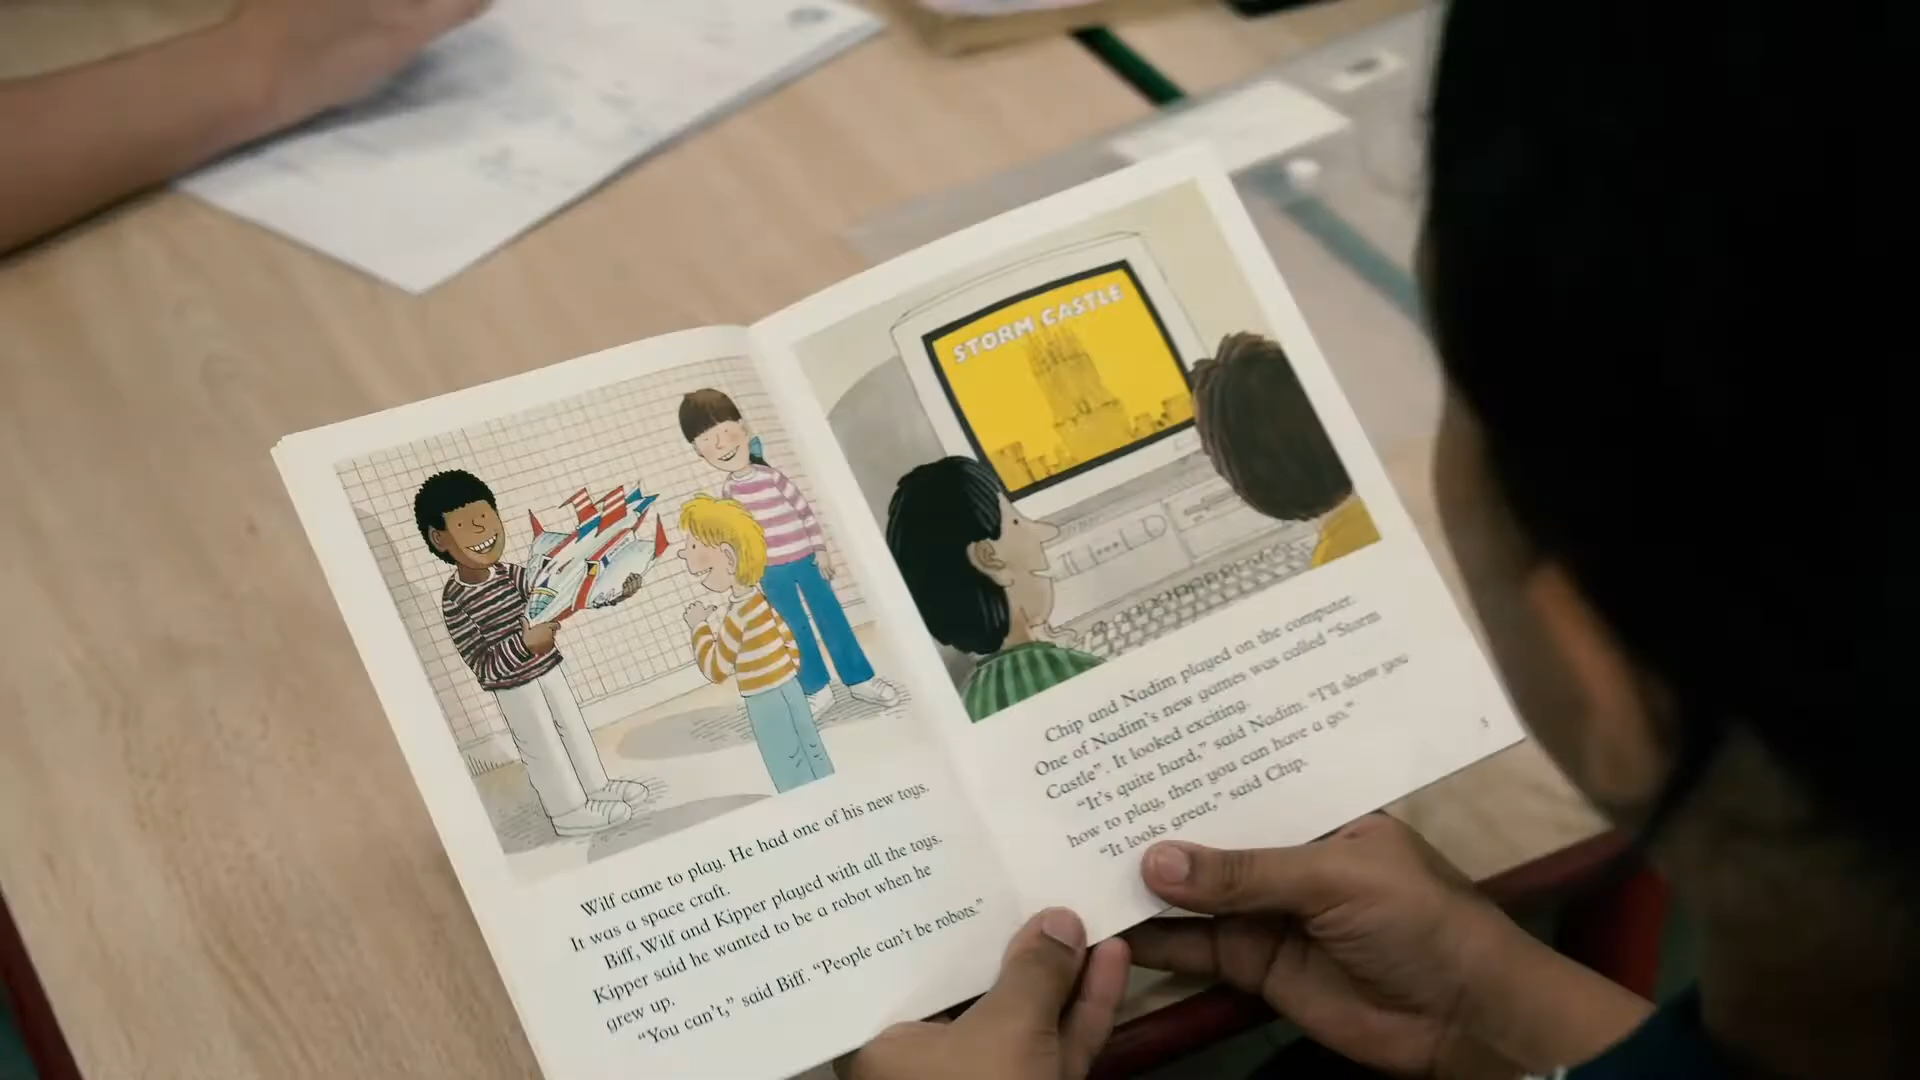 Wilf came to play. He had one of his new toys.
It was a space craft.
Biff, Wilf and Kipper played with all the toys.
Kipper said he wanted to be a robot when he
grew up.
“You can’t,” said Biff. “People can’t be robots.”
STORM CASTLE
Chip and Nadim played on the computer.
One of Nadim’s new games was called “Storm
Castle”. It looked exciting.
“It’s quite hard,” said Nadim. “I’ll show you
how to play, then you can have a go.”
“It looks great,” said Chip.
5